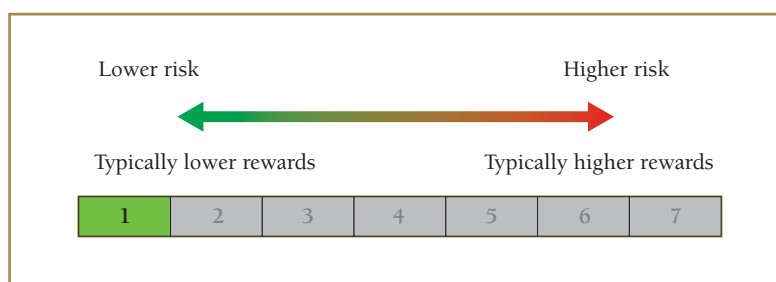 Lower risk Higher risk
Typically lower rewards Typically higher rewards
1 2 3 4 5 6 7